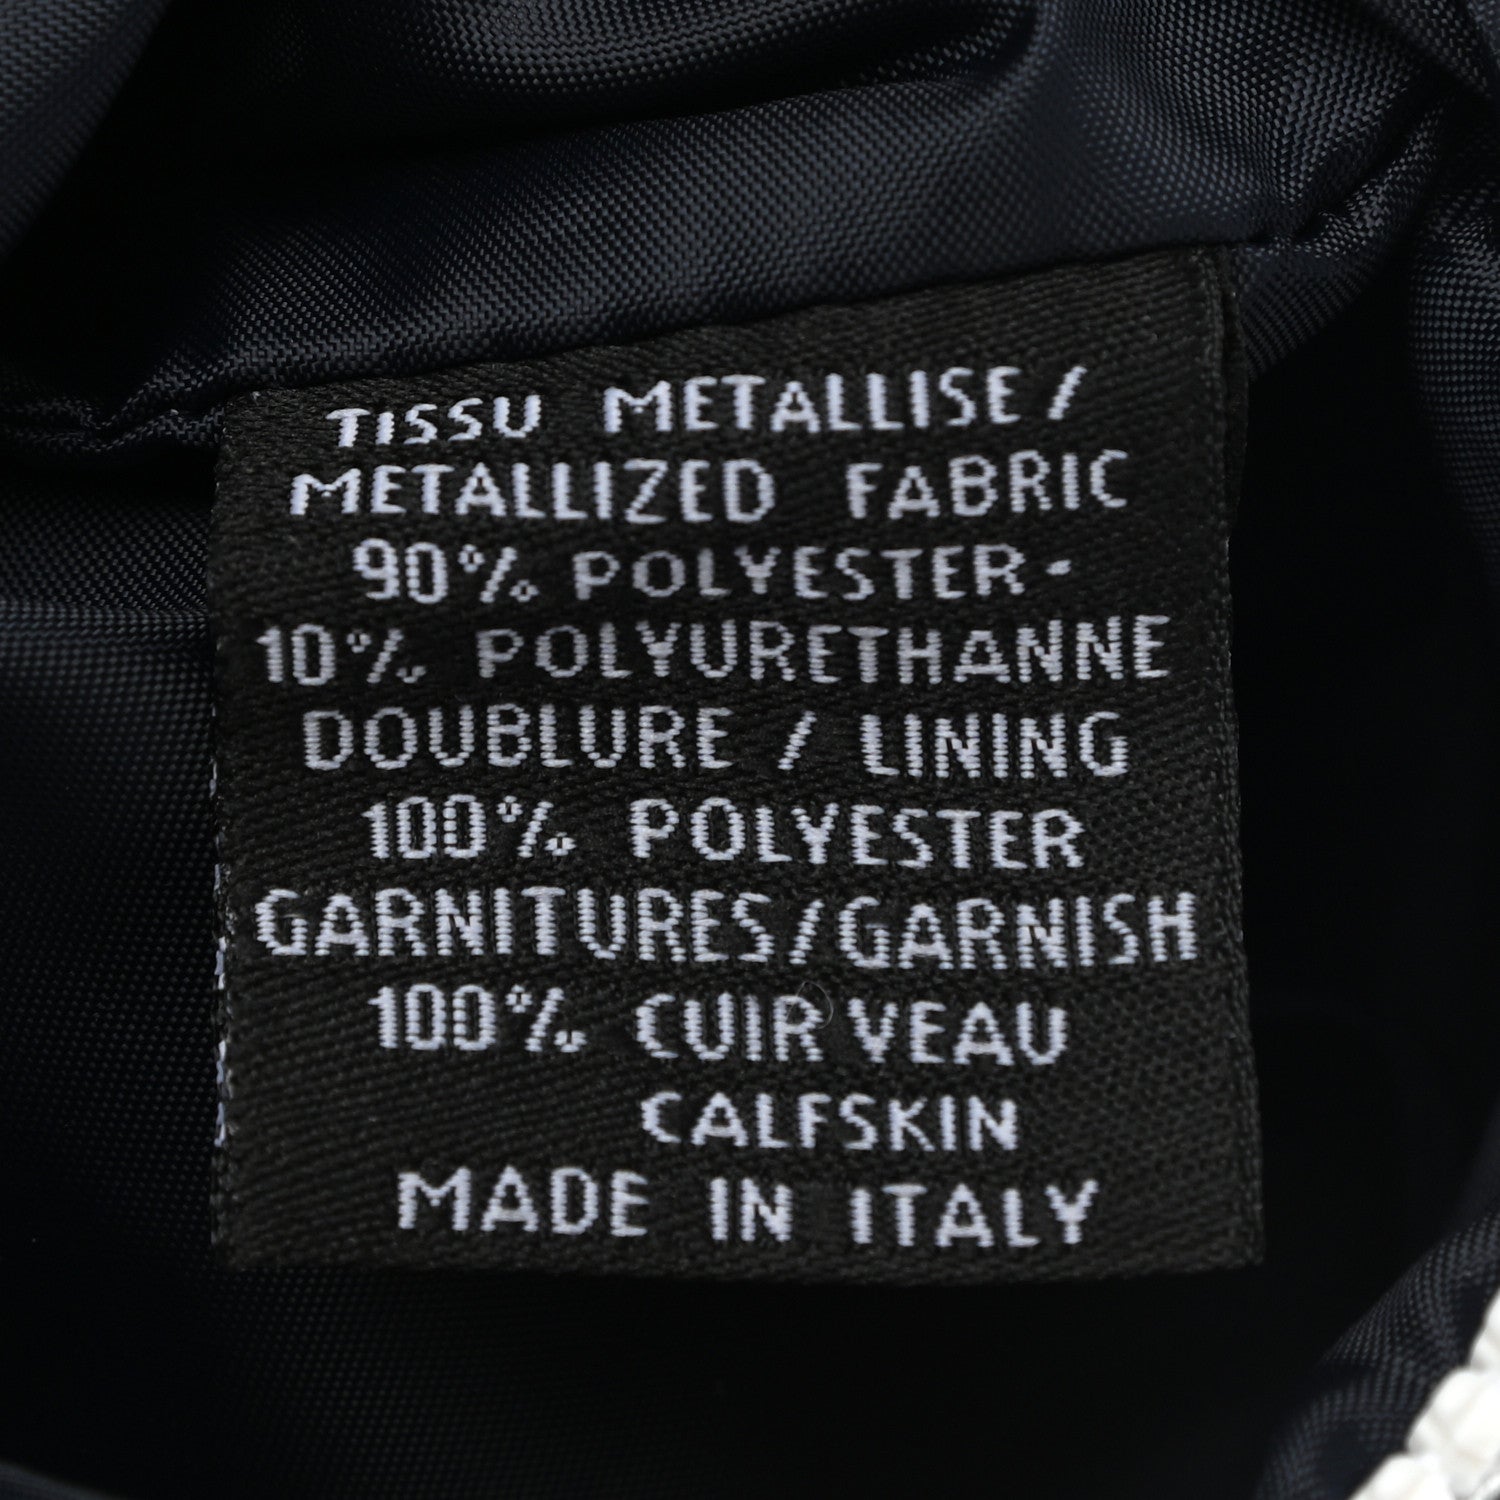 TISSU METALLISE/
METALLIZED FABRIC
90% POLYESTER-
10% POLYURETHANNE
DOUBLURE / LINING
100% POLYESTER
GARNITURES/GARNISH
100% CUIR VEAU
CALFSKIN
MADE IN ITALY